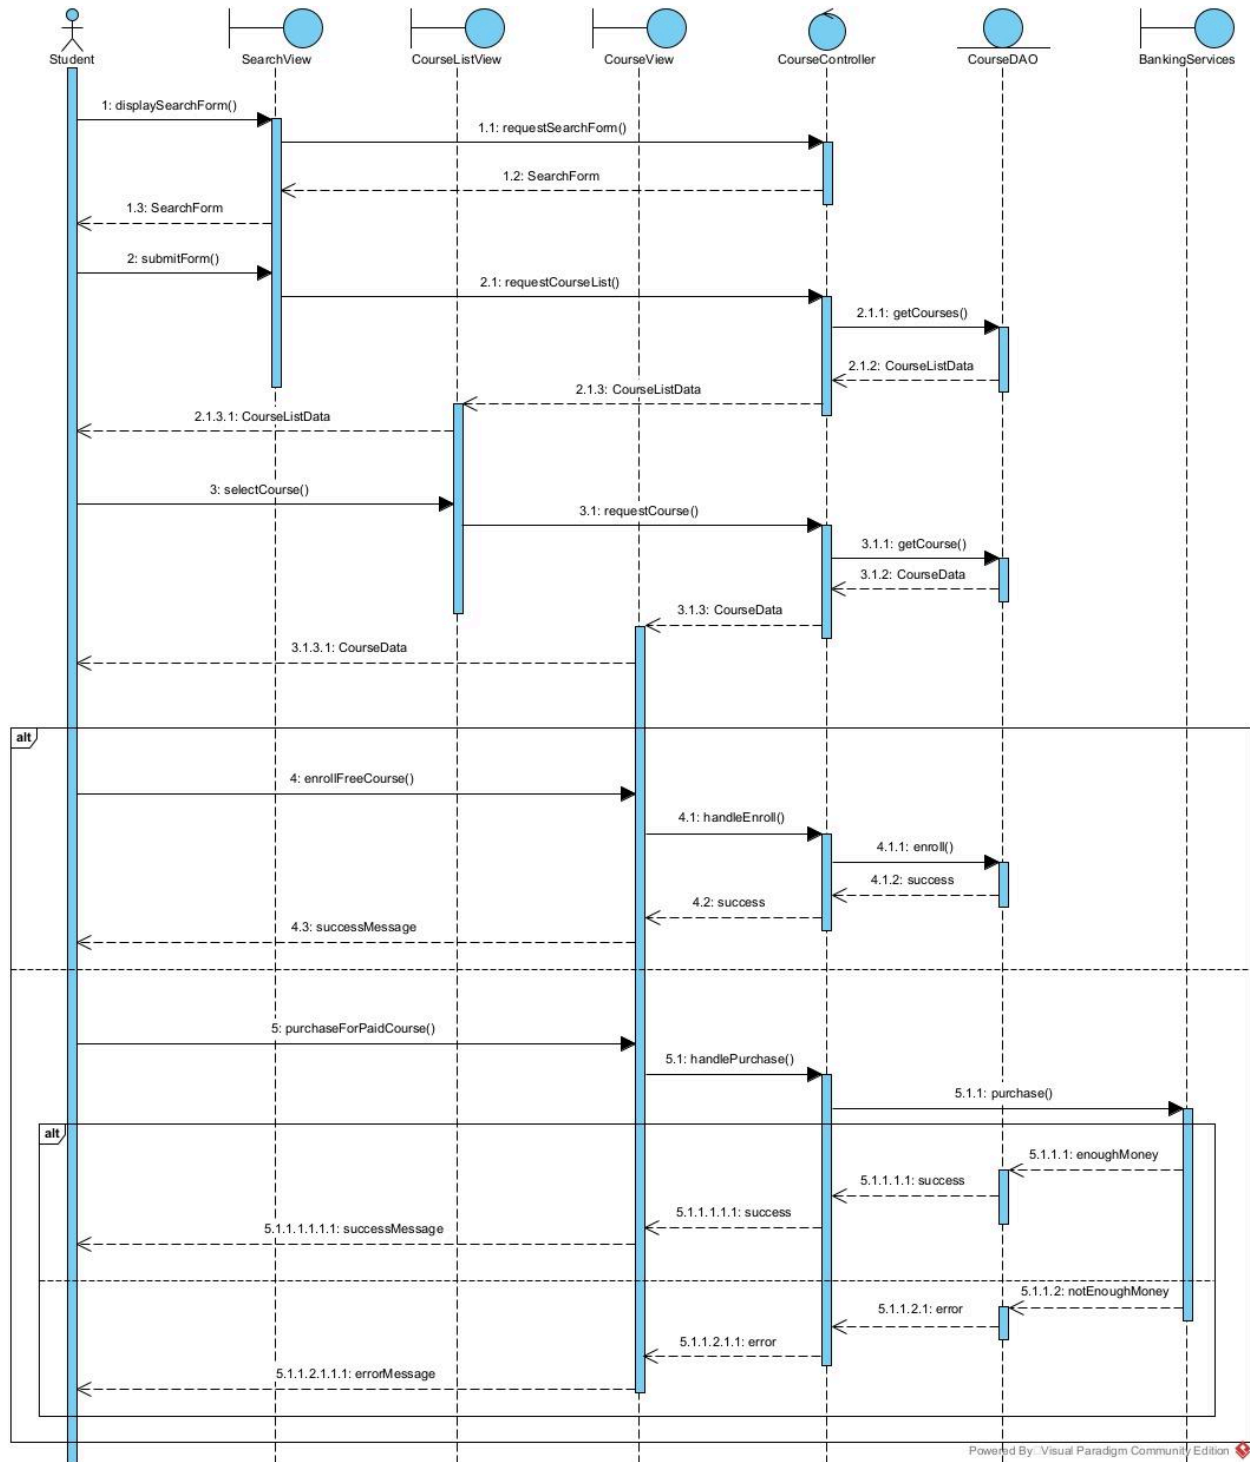 Student
SearchView
CourseListView
CourseView
CourseController
CourseDAO
BankingServices
1: displaySearchForm()
1.1: requestSearchForm()
1.2: SearchForm
1.3: SearchForm
2: submitForm()
2.1: requestCourseList()
2.1.1: getCourses()
2.1.2: CourseListData
2.1.3: CourseListData
2.1.3.1: CourseListData
3: selectCourse()
3.1: requestCourse()
3.1.1: getCourse()
3.1.2: CourseData
3.1.3: CourseData
3.1.3.1: CourseData
alt
4: enrollFreeCourse()
4.1: handleEnroll()
4.1.1: enroll()
4.1.2: success
4.2: success
4.3: successMessage
5: purchaseForPaidCourse()
5.1: handlePurchase()
5.1.1: purchase()
alt
5.1.1.1: enoughMoney
5.1.1.1.1: success
5.1.1.1.1.1: success
5.1.1.1.1.1.1: successMessage
5.1.1.2: notEnoughMoney
5.1.1.2.1: error
5.1.1.2.1.1: error
5.1.1.2.1.1.1: errorMessage
Powered By Visual Paradigm Community Edition